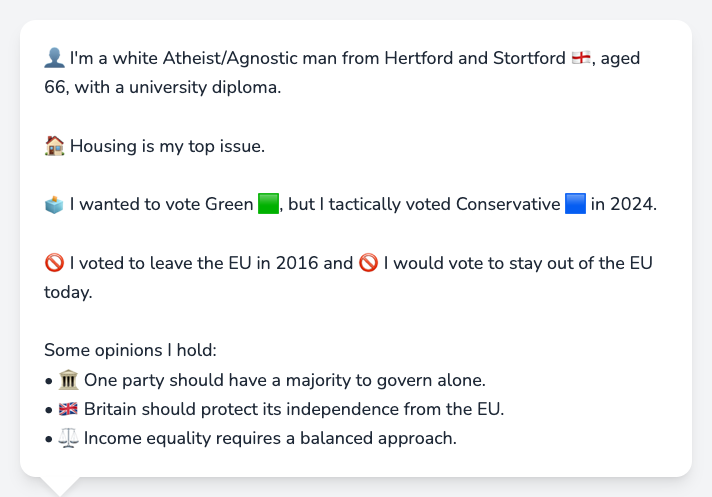 👤 I'm a white Atheist/Agnostic man from Hertford and Stortford 🏴󠁧󠁢󠁥󠁮󠁧󠁿, aged
66, with a university diploma.
🏠 Housing is my top issue.
🗳️ I wanted to vote Green 🟩, but I tactically voted Conservative 🟦 in 2024.
🚫 I voted to leave the EU in 2016 and 🚫 I would vote to stay out of the EU
today.
Some opinions I hold:
• 🏛️ One party should have a majority to govern alone.
• 🇬🇧 Britain should protect its independence from the EU.
• ⚖️ Income equality requires a balanced approach.